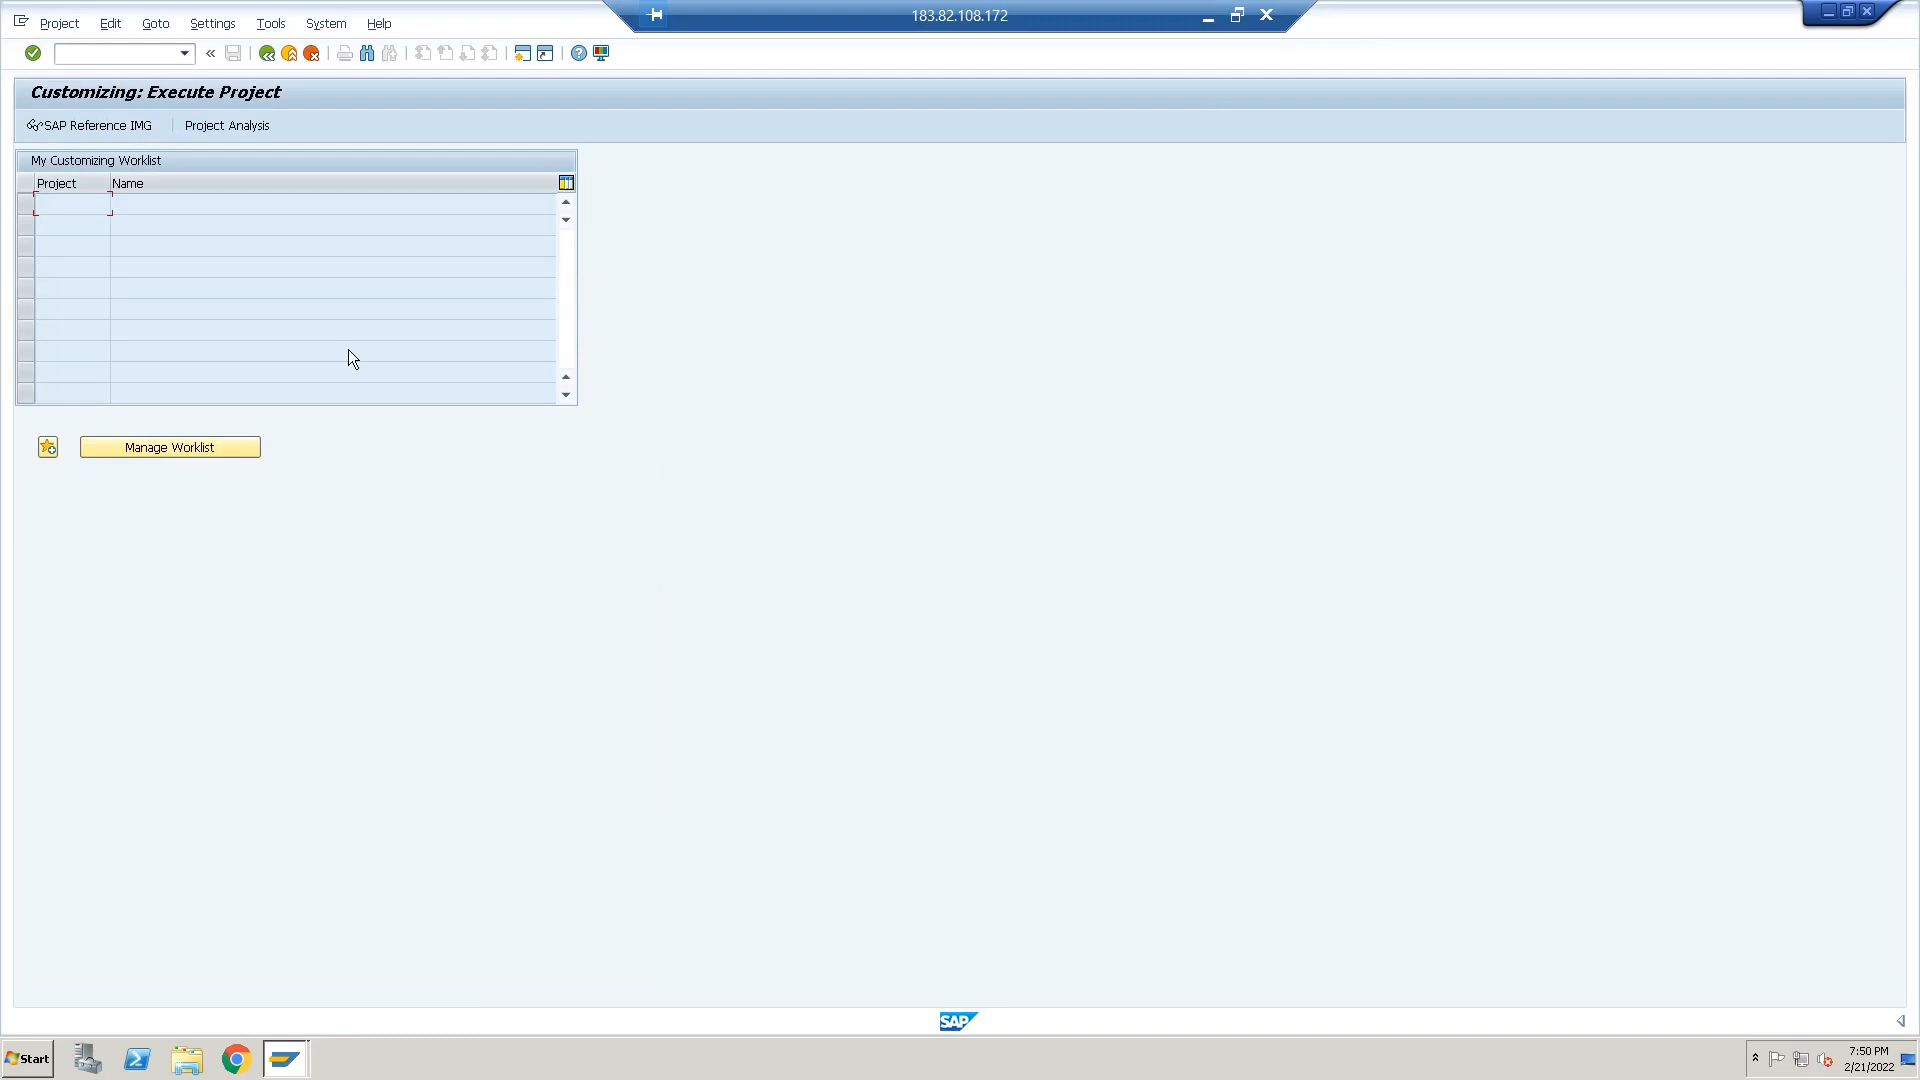 183.82.108.172
Project Edit Goto Settings Tools System Help
Customizing: Execute Project
SAP Reference IMG Project Analysis
My Customizing Worklist
Project Name
Manage Worklist
SAP
Start
7:50 PM
2/21/2022